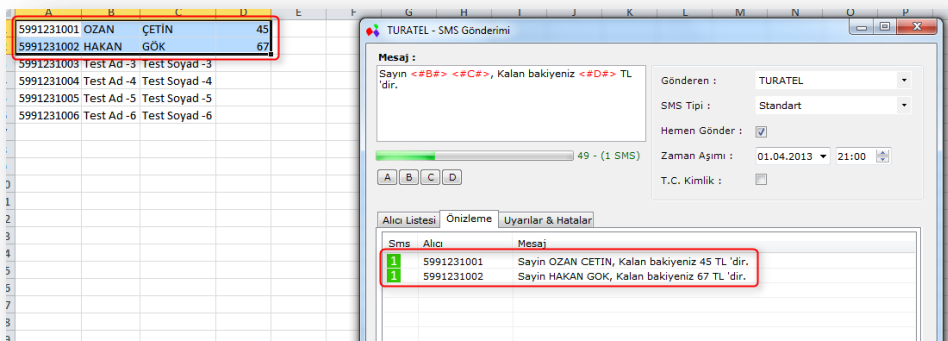 A B C D E F G H I J K L M N O P
5991231001 OZAN ÇETİN 45
5991231002 HAKAN GÖK 67
5991231003 Test Ad -3 Test Soyad -3
5991231004 Test Ad -4 Test Soyad -4
5991231005 Test Ad -5 Test Soyad -5
5991231006 Test Ad -6 Test Soyad -6
TURATEL - SMS Gönderimi
Mesaj :
Sayın <#B#> <#C#>, Kalan bakiyeniz <#D#> TL
'dir.
49 - (1 SMS)
A B C D
Gönderen : TURATEL
SMS Tipi : Standart
Hemen Gönder :
Zaman Aşımı : 01.04.2013 21:00
T.C. Kimlik :
Alıcı Listesi Önizleme Uyarılar & Hatalar
Sms Alıcı Mesaj
1 5991231001 Sayin OZAN CETIN, Kalan bakiyeniz 45 TL 'dir.
1 5991231002 Sayin HAKAN GOK, Kalan bakiyeniz 67 TL 'dir.